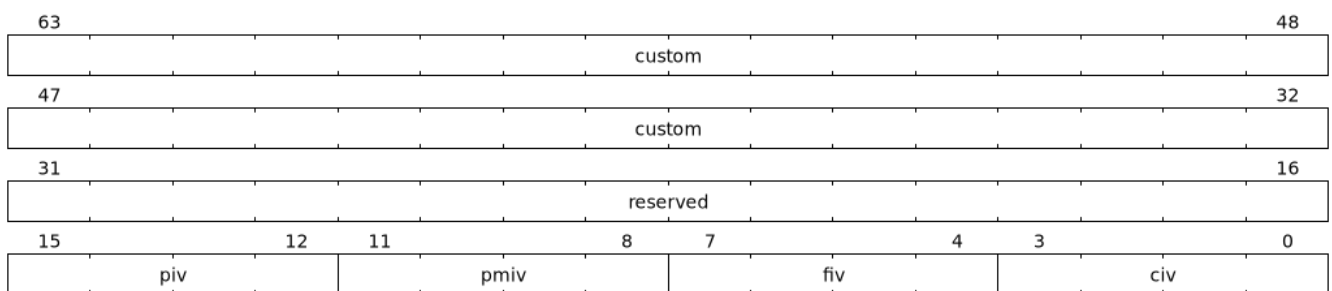 63 48
custom
47 32
custom
31 16
reserved
15 12 11 8 7 4 3 0
piv pmiv fiv civ